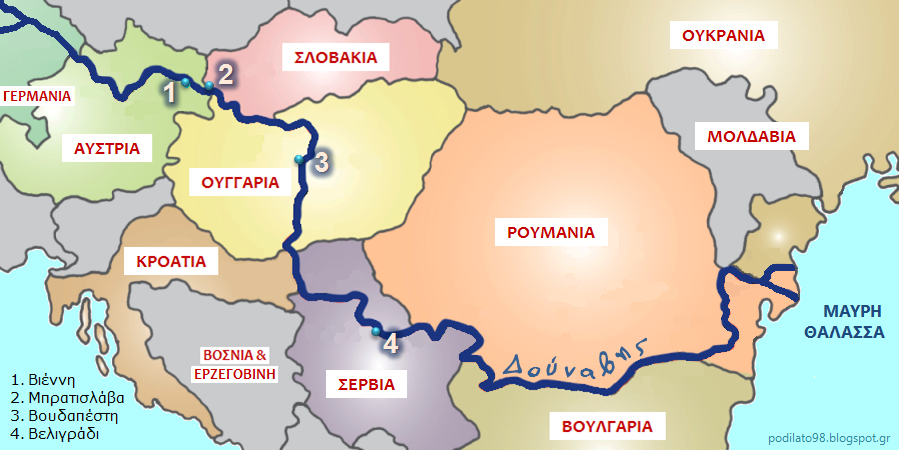 ΟΥΚΡΑΝΙΑ
ΣΛΟΒΑΚΙΑ
2
1
ΓΕΡΜΑΝΙΑ
ΜΟΛΔΑΒΙΑ
ΑΥΣΤΡΙΑ
3
ΟΥΓΓΑΡΙΑ
ΡΟΥΜΑΝΙΑ
ΚΡΟΑΤΙΑ
ΜΑΥΡΗ
ΘΑΛΑΣΣΑ
4
ΒΟΣΝΙΑ &
ΕΡΖΕΓΟΒΙΝΗ
Δούναβης
ΣΕΡΒΙΑ
1. Βιέννη
2. Μπρατισλάβα
3. Βουδαπέστη
4. Βελιγράδι
ΒΟΥΛΓΑΡΙΑ
podilato98.blogspot.gr